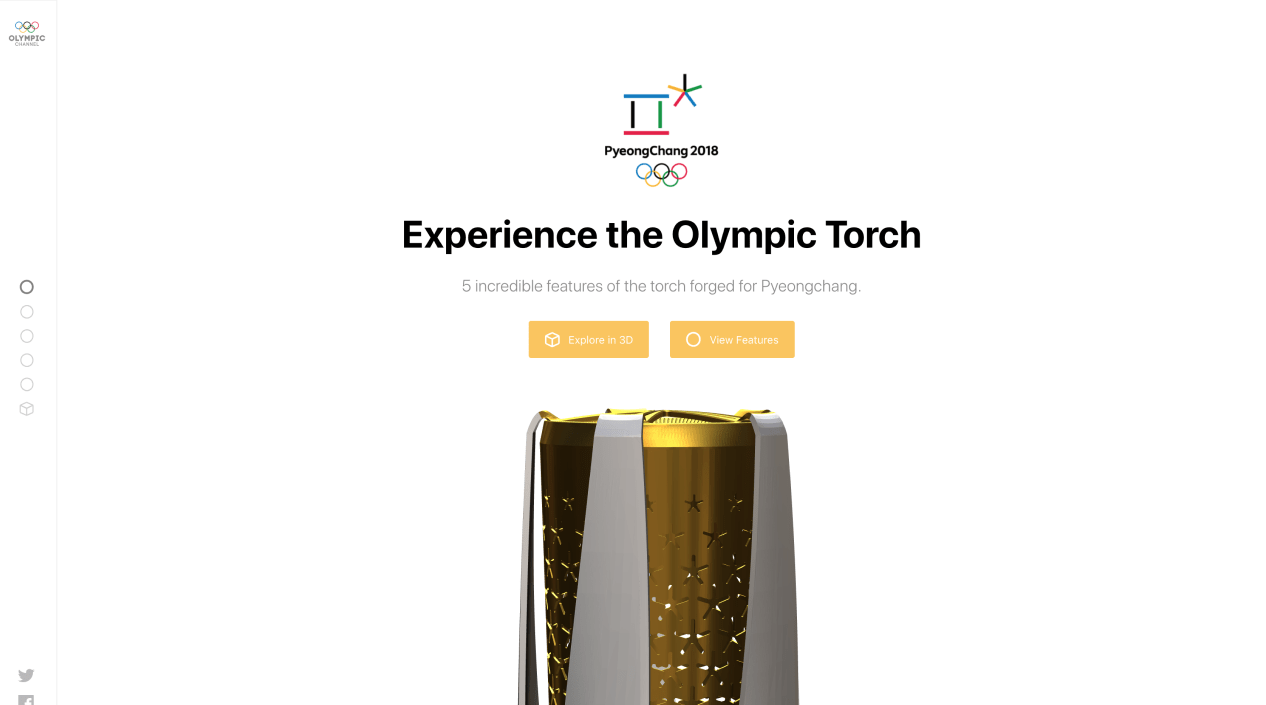 OLYMPIC
CHANNEL
PyeongChang 2018
Experience the Olympic Torch
5 incredible features of the torch forged for Pyeongchang.
Explore in 3D
View Features